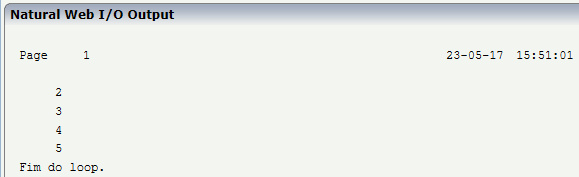 Natural Web I/O Output
Page 1 23-05-17 15:51:01
2
3
4
5
Fim do loop.